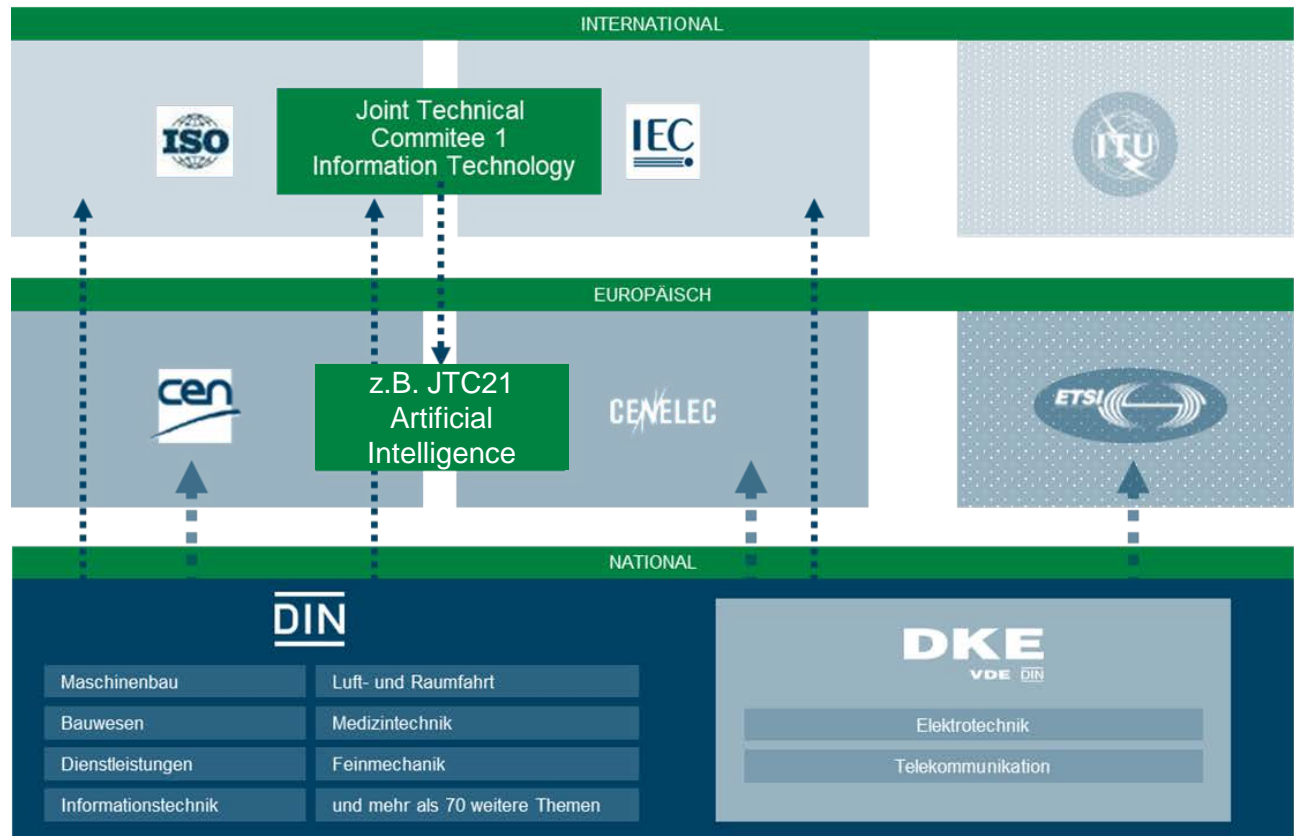 INTERNATIONAL
ISO
Joint Technical
Commitee 1
Information Technology
IEC
ITU
EUROPÄISCH
cen
z.B. JTC21
Artificial
Intelligence
CENELEC
ETSI
NATIONAL
DIN
Maschinenbau
Luft- und Raumfahrt
Bauwesen
Medizintechnik
Dienstleistungen
Feinmechanik
Informationstechnik
und mehr als 70 weitere Themen
DKE
VDE DIN
Elektrotechnik
Telekommunikation